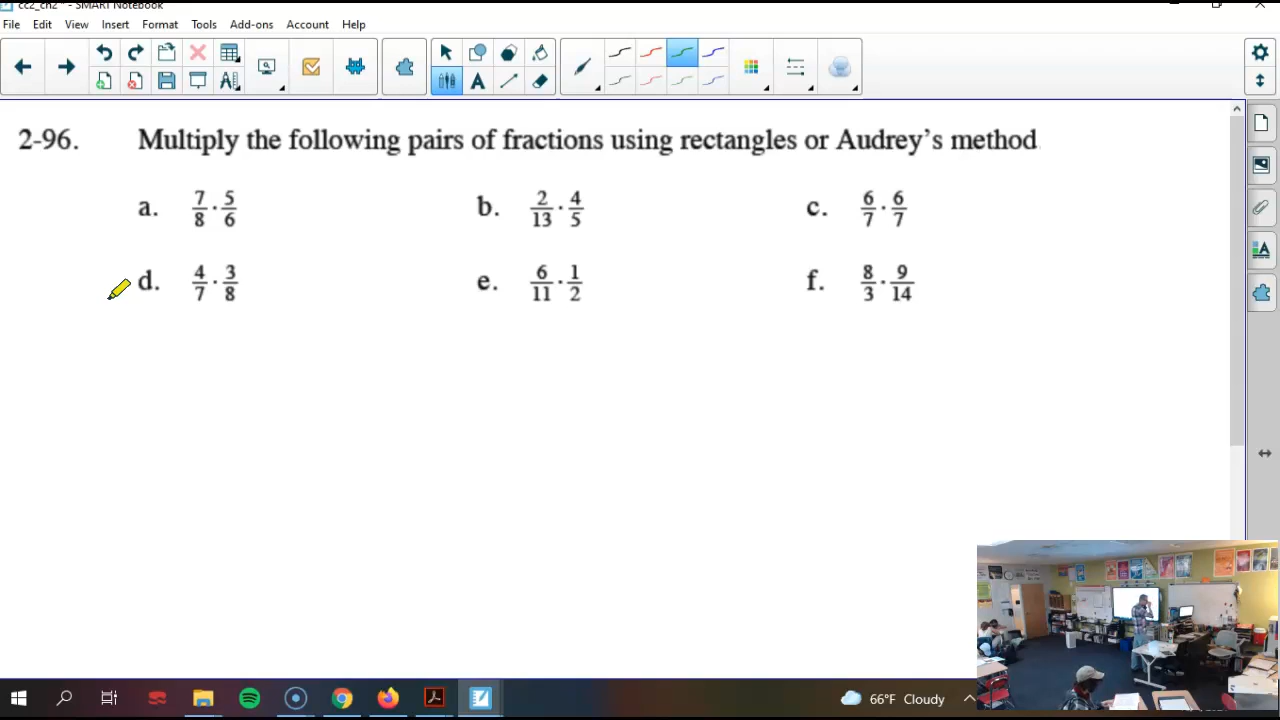 cc2_ch2 * - SMART Notebook
File Edit View Insert Format Tools Add-ons Account Help
2-96. Multiply the following pairs of fractions using rectangles or Audrey's method
a. 7/8 · 5/6 b. 2/13 · 4/5 c. 6/7 · 6/7
d. 4/7 · 3/8 e. 6/11 · 1/2 f. 8/3 · 9/14
66°F Cloudy